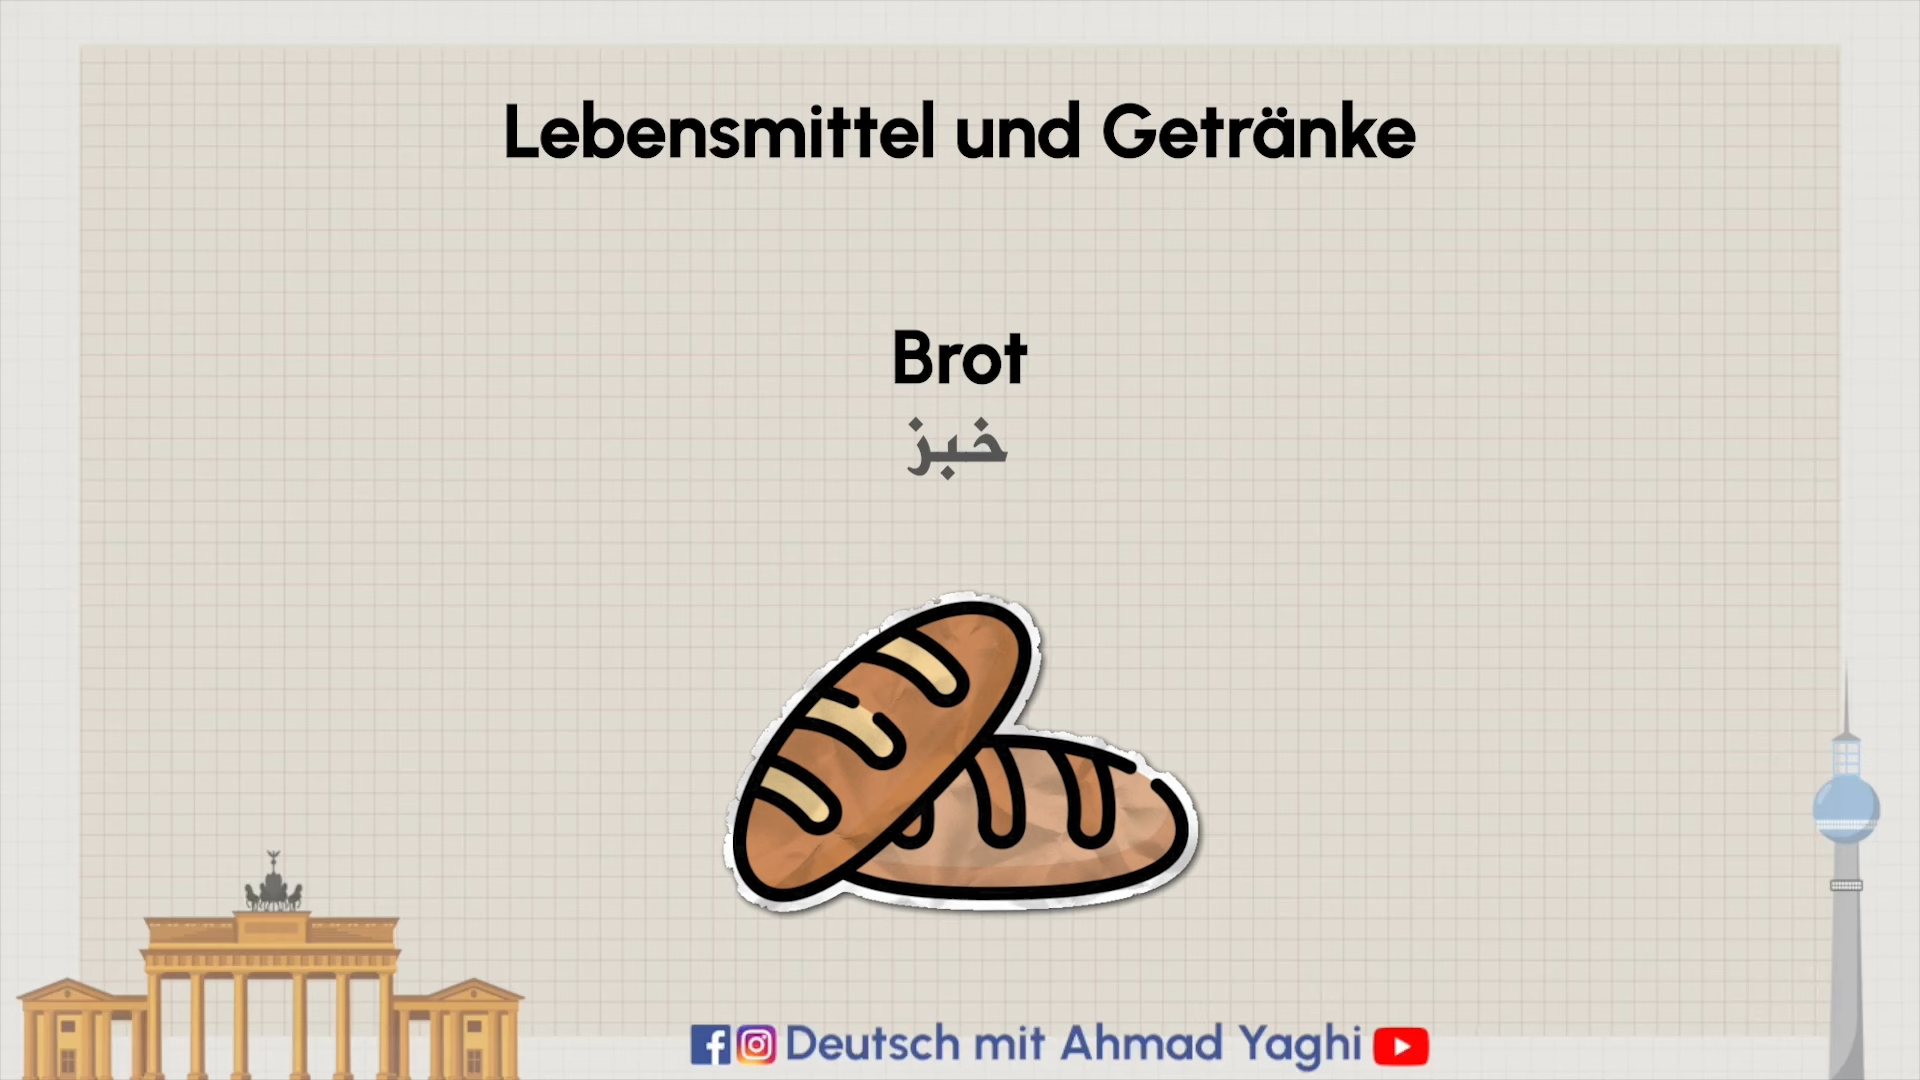 Lebensmittel und Getränke
Brot
خبز
Deutsch mit Ahmad Yaghi